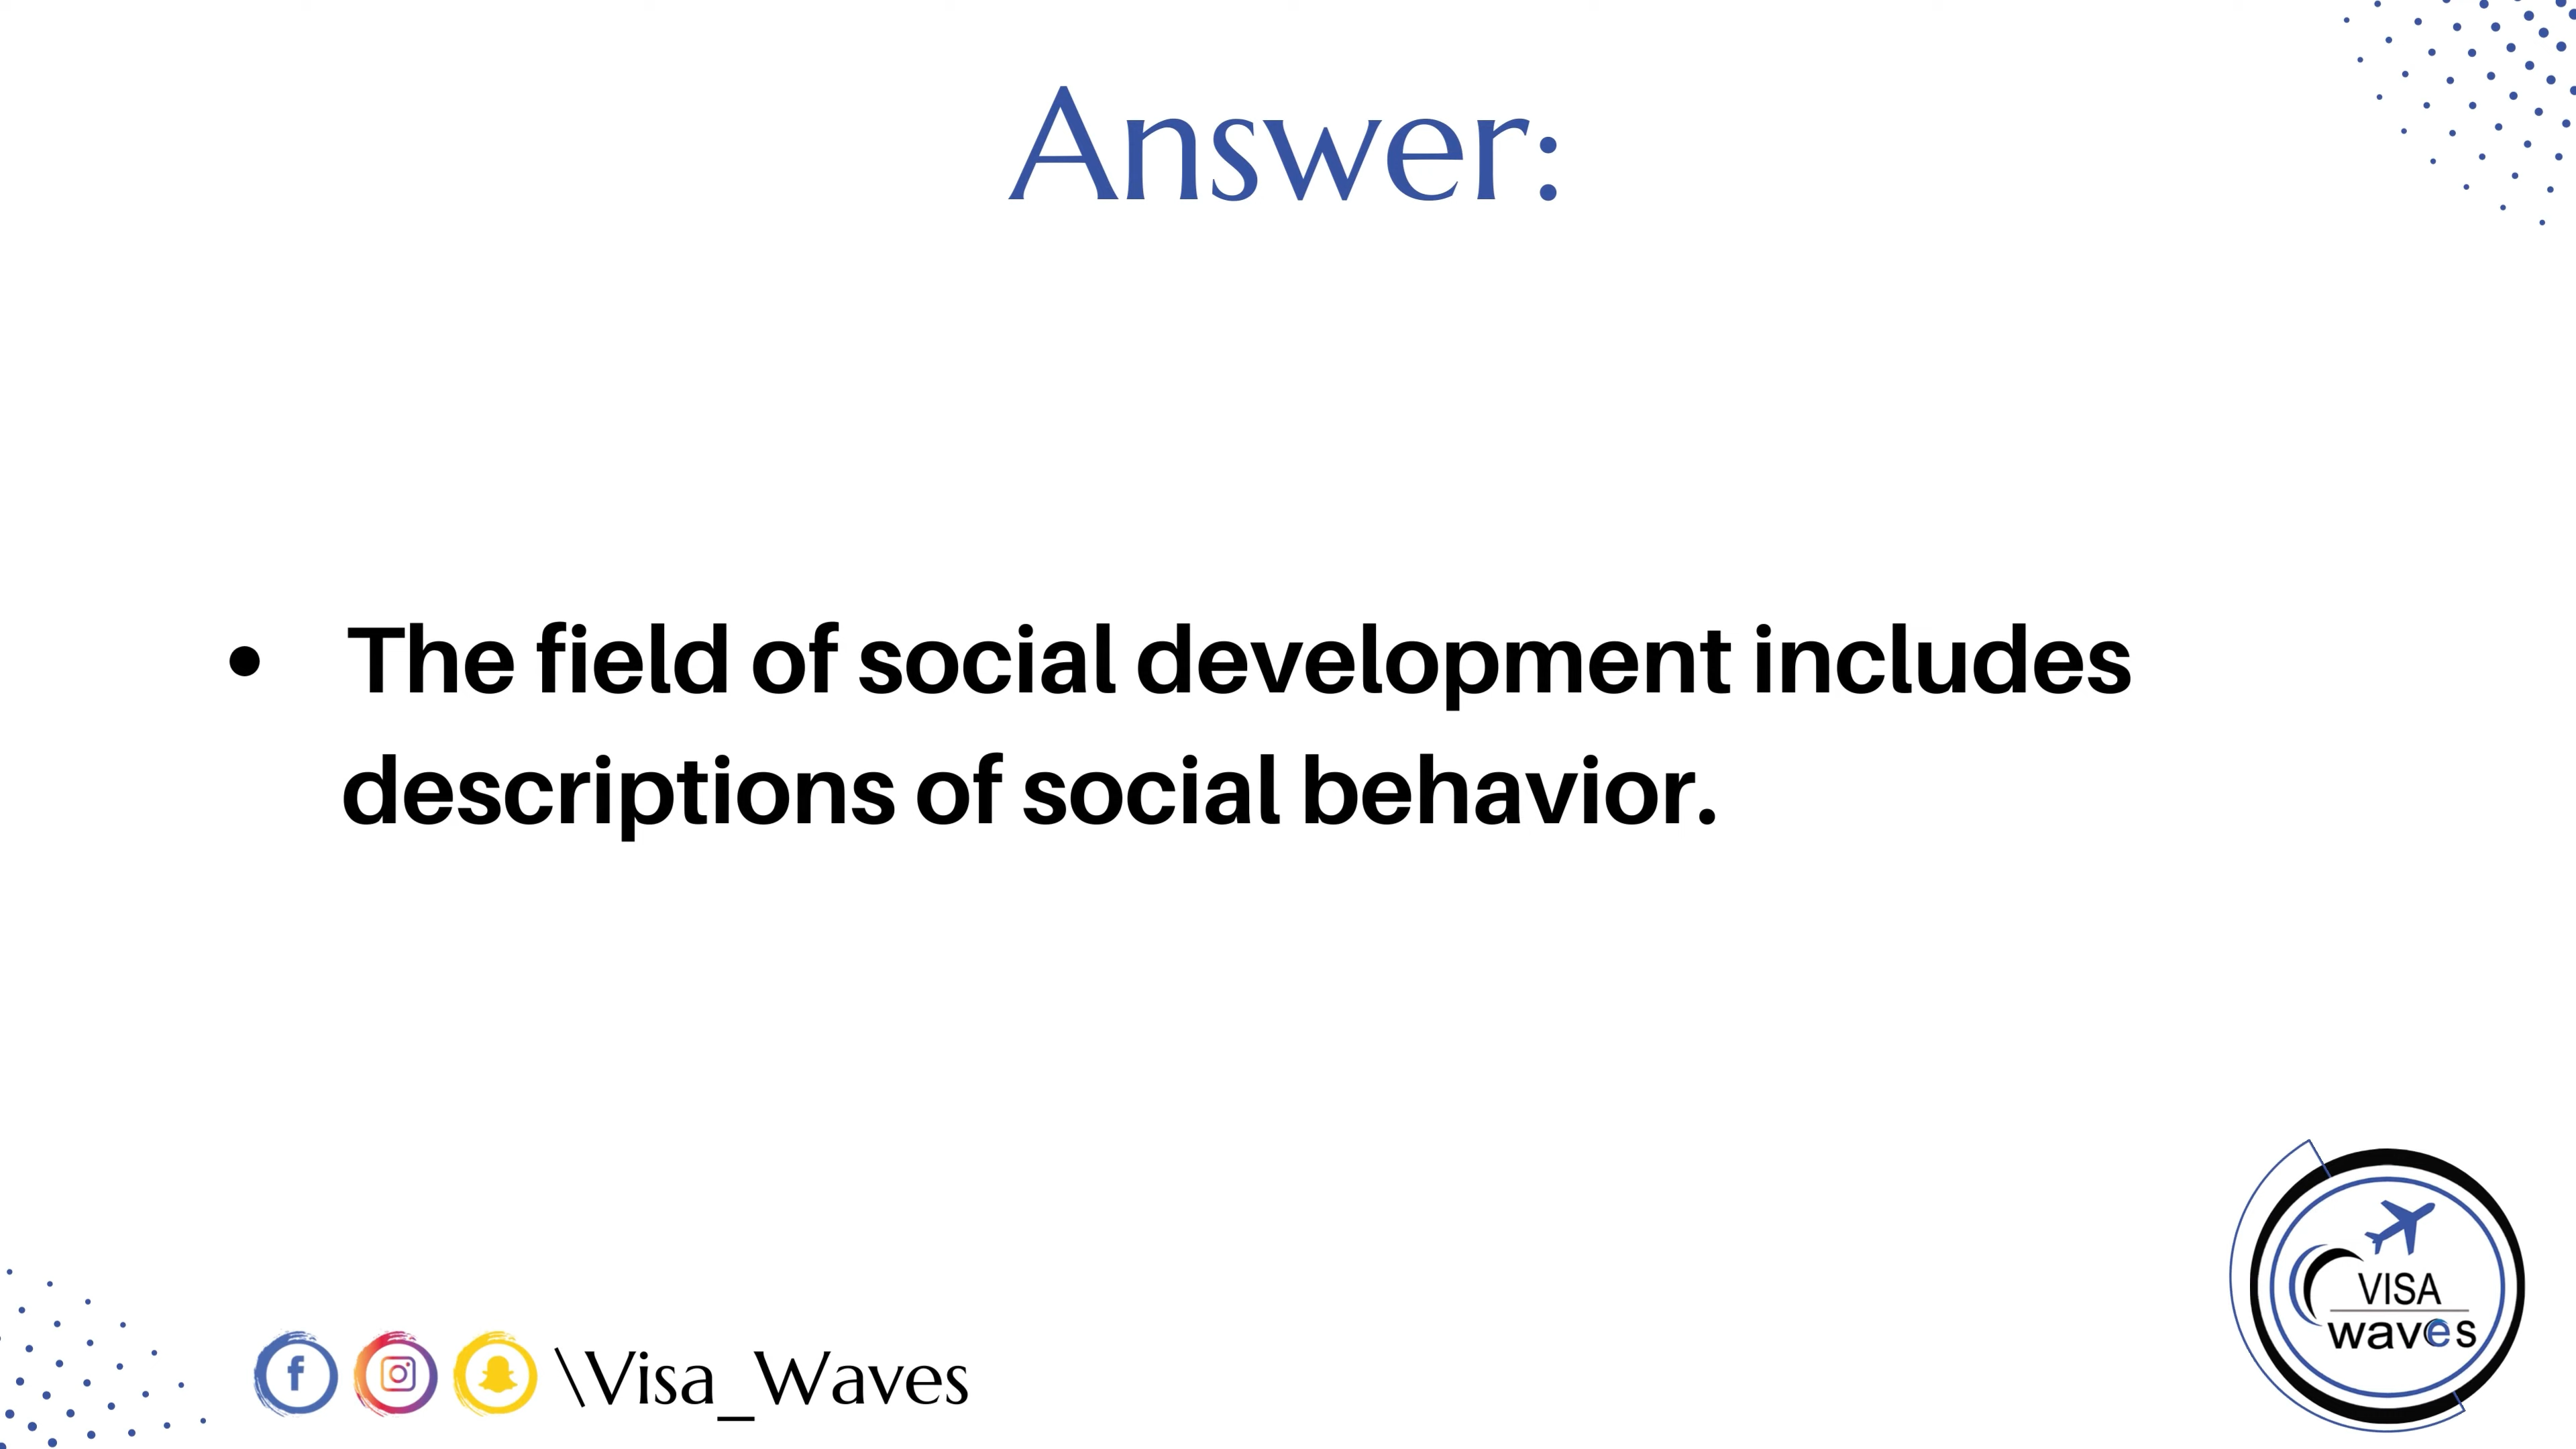 Answer:
• The field of social development includes
descriptions of social behavior.
\Visa_Waves
VISA
waves